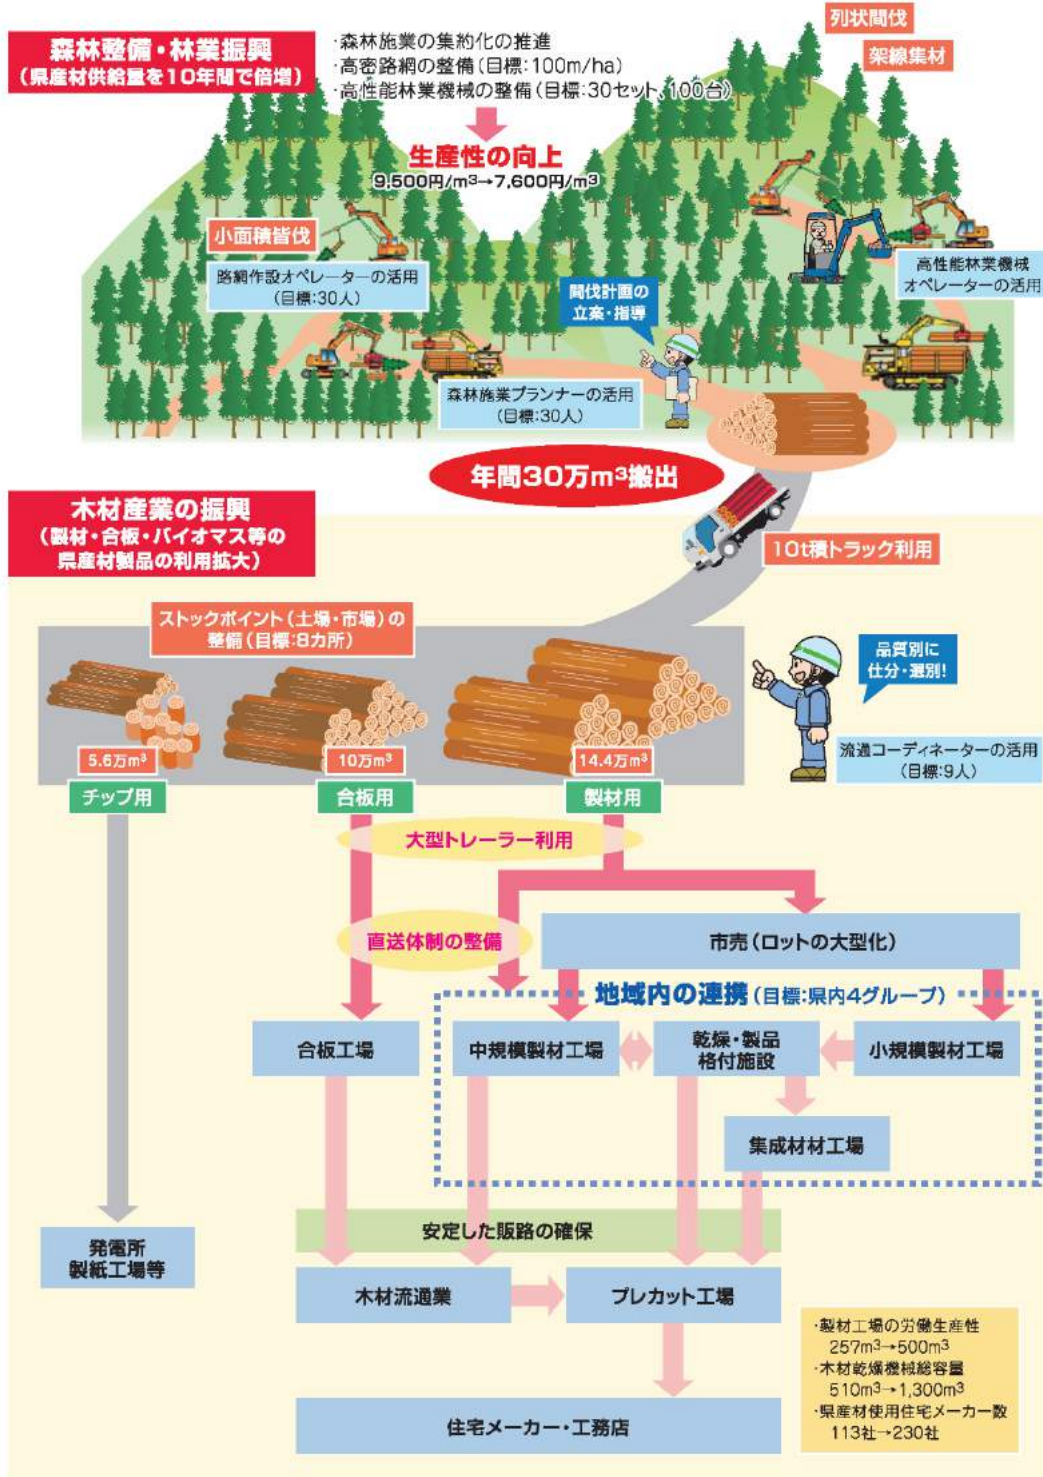 森林整備・林業振興
(県産材供給量を10年間で倍増)
·森林施業の集約化の推進
·高密路網の整備(目標:100m/ha)
·高性能林業機械の整備(目標:30セット、100台)
生産性の向上
9,500円/m³→7,600円/m³
列状間伐
架線集材
小面積皆伐
路網作設オペレーターの活用
(目標:30人)
間伐計画の
立案・指導
高性能林業機械
オペレーターの活用
森林施業プランナーの活用
(目標:30人)
年間30万m³搬出
木材産業の振興
(製材・合板・バイオマス等の
県産材製品の利用拡大)
10t積トラック利用
ストックポイント(土場・市場)の
整備(目標:8カ所)
品質別に
仕分・選別!
流通コーディネーターの活用
(目標:9人)
5.6万m³
10万m³
14.4万m³
チップ用
合板用
製材用
大型トレーラー利用
直送体制の整備
市売(ロットの大型化)
地域内の連携(目標:県内4グループ)
合板工場
中規模製材工場
乾燥・製品
格付施設
小規模製材工場
集成材材工場
安定した販路の確保
発電所
製紙工場等
木材流通業
プレカット工場
·製材工場の労働生産性
257m³→500m³
·木材乾燥機械総容量
510m³→1,300m³
·県産材使用住宅メーカー数
113社→230社
住宅メーカー・工務店